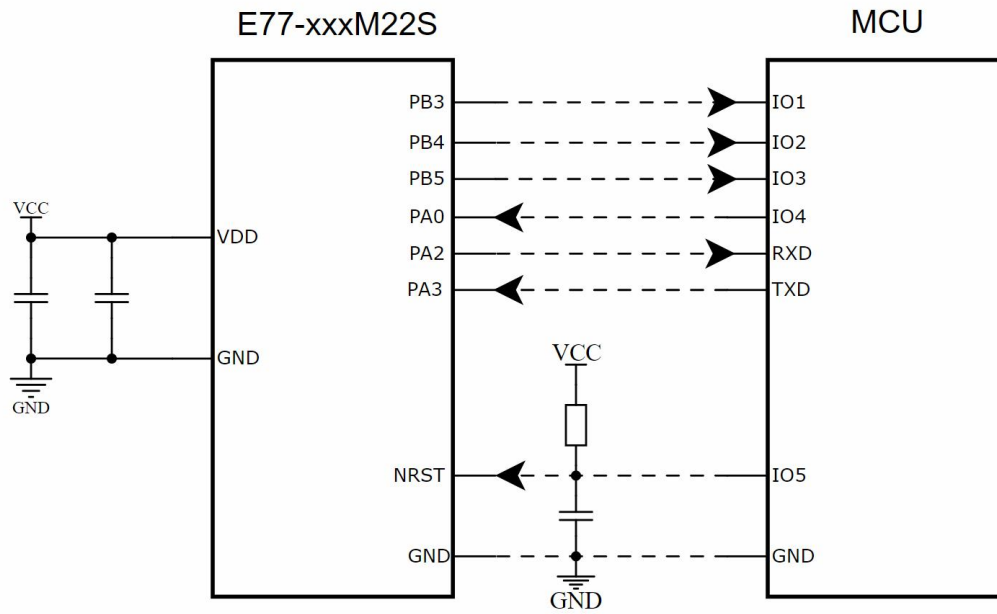 E77-xxxM22S
MCU
PB3
IO1
PB4
IO2
PB5
IO3
VCC
PA0
IO4
VDD
PA2
RXD
PA3
TXD
GND
VCC
GND
NRST
IO5
GND
GND
GND